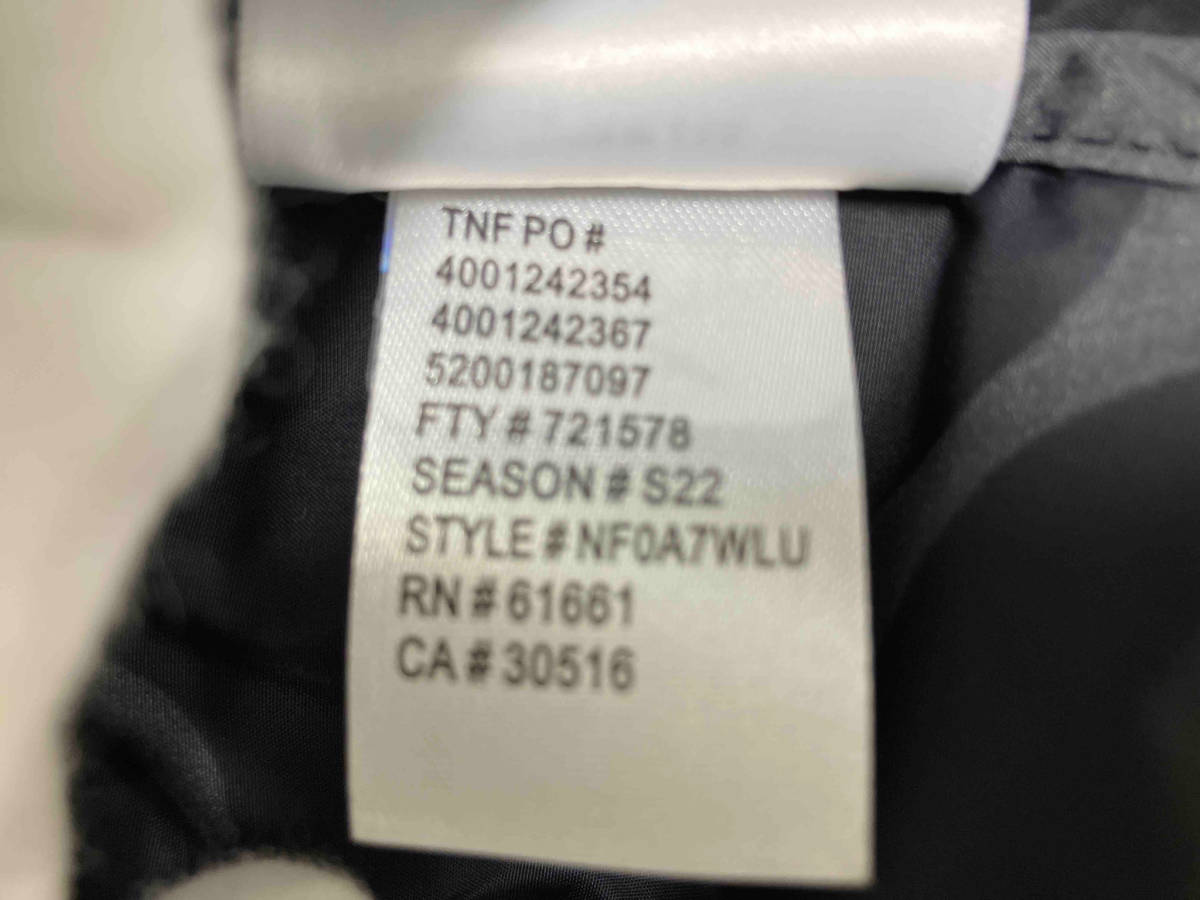 TNF PO #
4001242354
4001242367
5200187097
FTY # 721578
SEASON # S22
STYLE # NF0A7WLU
RN # 61661
CA # 30516